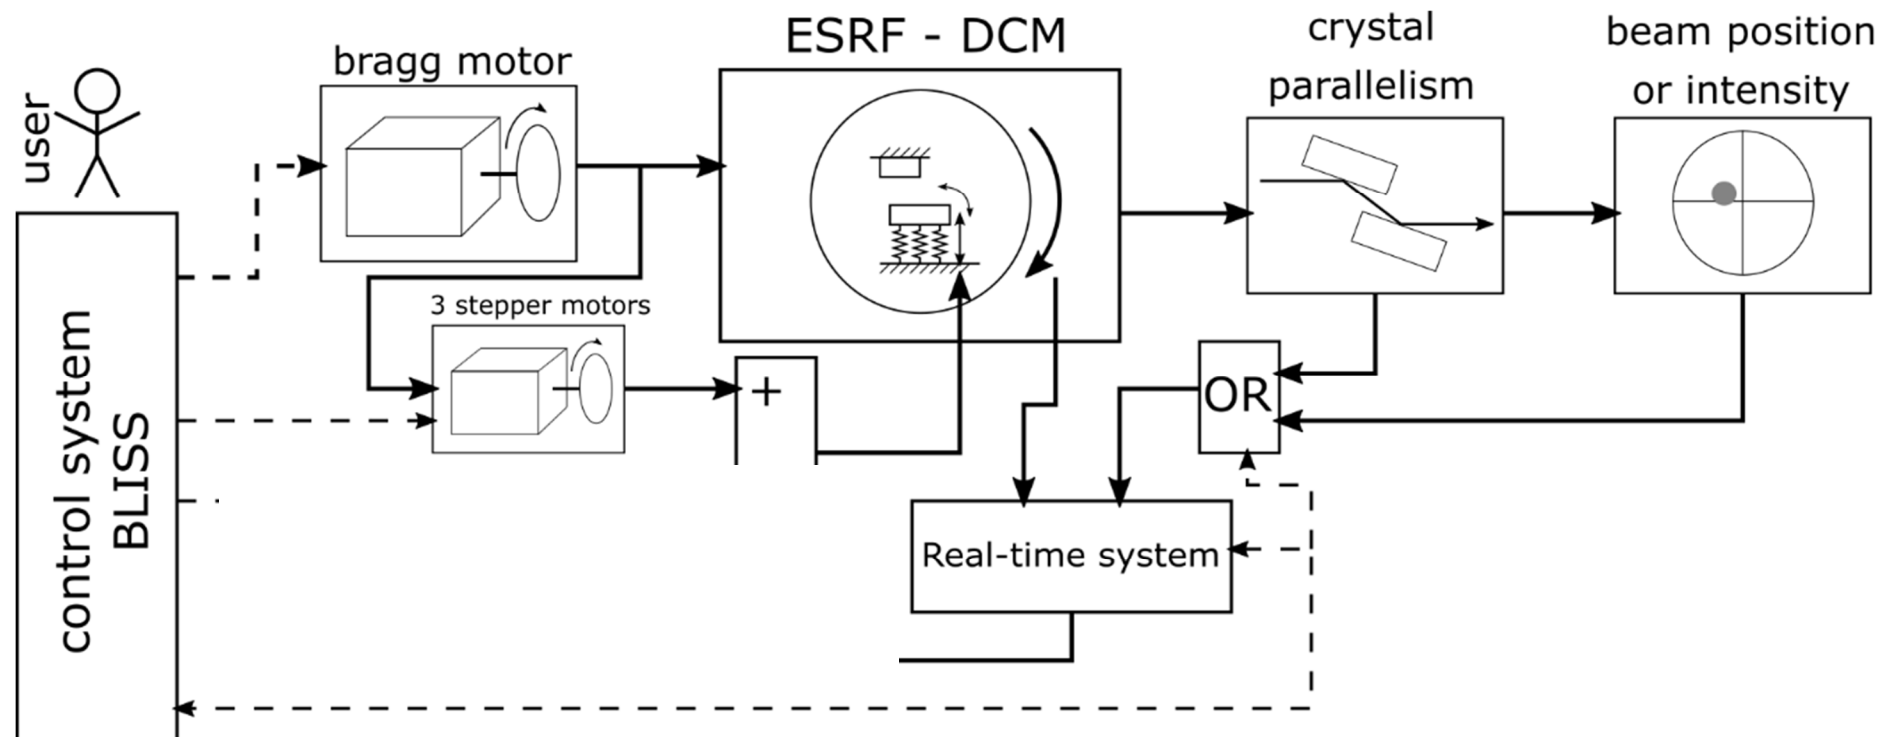 user
control system
BLISS
bragg motor
3 stepper motors
ESRF - DCM
+
crystal
parallelism
beam position
or intensity
OR
Real-time system